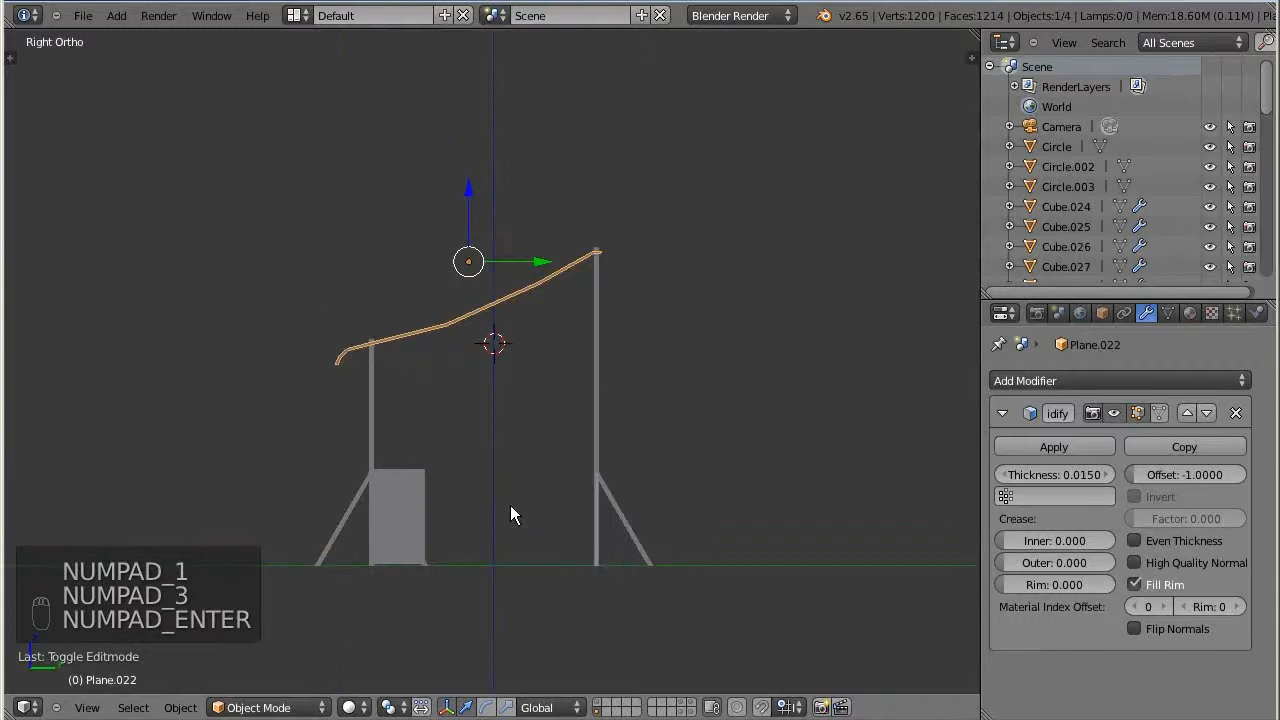 File Add Render Window Help Default Scene Blender Render v2.65 | Verts:1200 | Faces:1214 | Objects:1/4 | Lamps:0/0 | Mem:18.60M (0.11M) | Pla
Right Ortho
View Search All Scenes
Scene
RenderLayers
World
Camera
Circle
Circle.002
Circle.003
Cube.024
Cube.025
Cube.026
Cube.027
Plane.022
Add Modifier
idify
Apply Copy
Thickness: 0.0150 Offset: -1.0000
Invert
Crease: Factor: 0.000
Inner: 0.000 Even Thickness
Outer: 0.000 High Quality Normal
Rim: 0.000 Fill Rim
Material Index Offset: 0 Rim: 0
Flip Normals
NUMPAD_1
NUMPAD_3
NUMPAD_ENTER
Last: Toggle Editmode
(0) Plane.022
View Select Object Object Mode Global